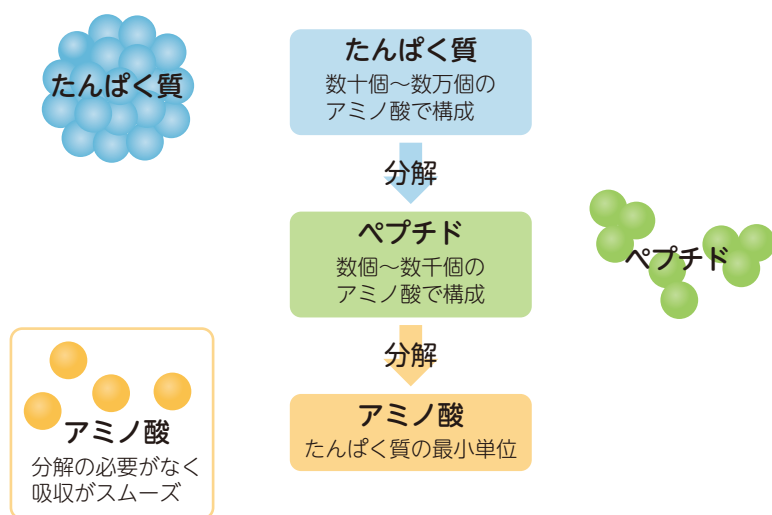 たんぱく質
たんぱく質
数十個～数万個の
アミノ酸で構成
分解
ペプチド
数個～数千個の
アミノ酸で構成
ペプチド
分解
アミノ酸
たんぱく質の最小単位
アミノ酸
分解の必要がなく
吸収がスムーズ